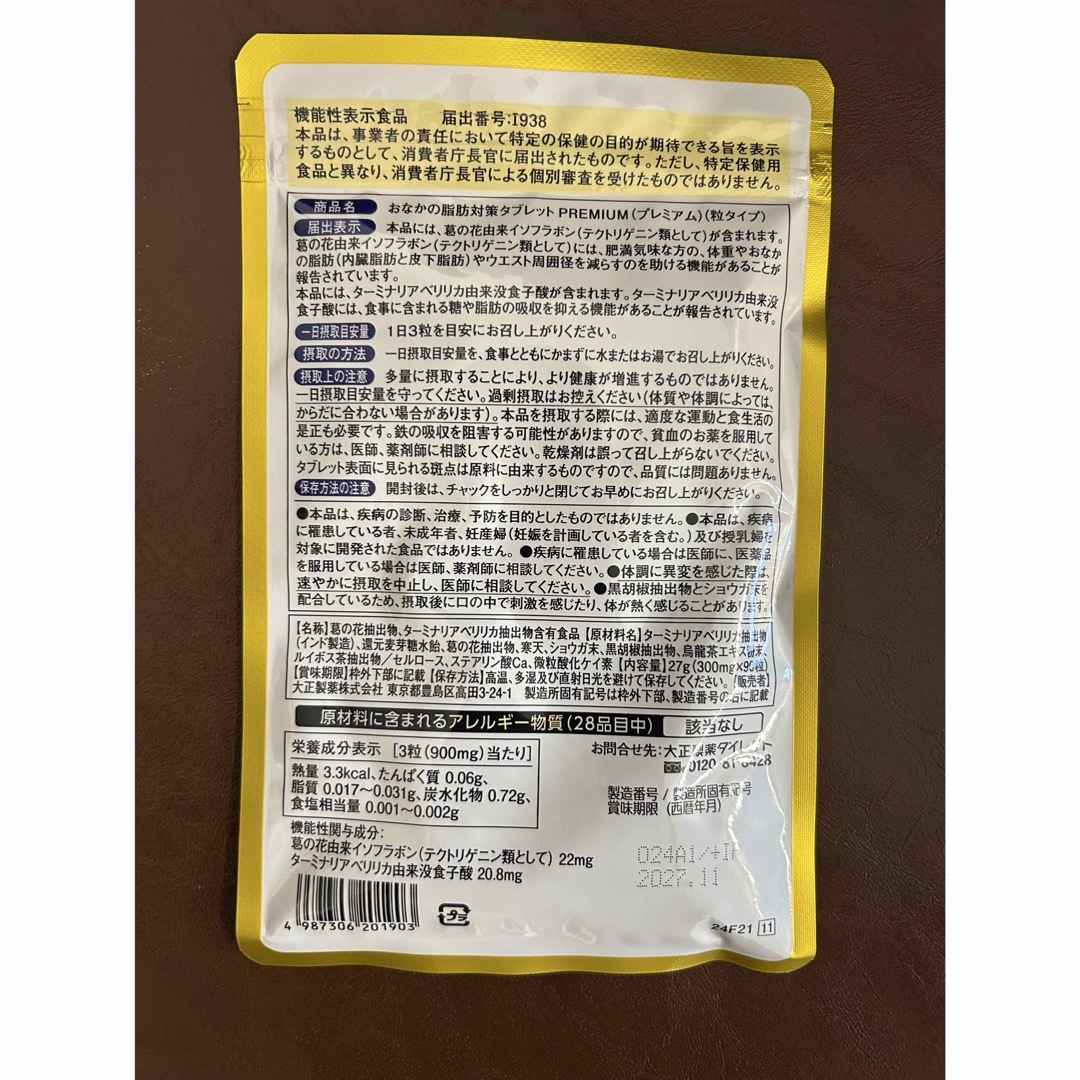 機能性表示食品 届出番号:I938
本品は、事業者の責任において特定の保健の目的が期待できる旨を表示
するものとして、消費者庁長官に届出されたものです。ただし、特定保健用
食品と異なり、消費者庁長官による個別審査を受けたものではありません。
商品名 おなかの脂肪対策タブレット PREMIUM(プレミアム)(粒タイプ)
届出表示 本品には、葛の花由来イソフラボン(テクトリゲニン類として)が含まれます。
葛の花由来イソフラボン(テクトリゲニン類として)には、肥満気味な方の、体重やおなか
の脂肪(内臓脂肪と皮下脂肪)やウエスト周囲径を減らすのを助ける機能があることが
報告されています。
本品には、ターミナリアベリリカ由来没食子酸が含まれます。ターミナリアベリリカ由来没
食子酸には、食事に含まれる糖や脂肪の吸収を抑える機能があることが報告されています。
一日摂取目安量 1日3粒を目安にお召し上がりください。
摂取の方法 一日摂取目安量を、食事とともにかまずに水またはお湯でお召し上がりください。
摂取上の注意 多量に摂取することにより、より健康が増進するものではありません。
一日摂取目安量を守ってください。過剰摂取はお控えください(体質や体調によっては、
からだに合わない場合があります)。本品を摂取する際には、適度な運動と食生活の
是正も必要です。鉄の吸収を阻害する可能性がありますので、貧血のお薬を服用して
いる方は、医師、薬剤師に相談してください。乾燥剤は誤って召し上がらないでください。
タブレット表面に見られる斑点は原料に由来するものですので、品質には問題ありません。
保存方法の注意 開封後は、チャックをしっかりと閉じてお早めにお召し上がりください。
●本品は、疾病の診断、治療、予防を目的としたものではありません。●本品は、疾病
に罹患している者、未成年者、妊産婦(妊娠を計画している者を含む。)及び授乳婦を
対象に開発された食品ではありません。●疾病に罹患している場合は医師に、医薬品
を服用している場合は医師、薬剤師に相談してください。●体調に異変を感じた際は、
速やかに摂取を中止し、医師に相談してください。●黒胡椒抽出物とショウガ末を
配合しているため、摂取後に口の中で刺激を感じたり、体が熱く感じることがあります。
【名称】葛の花抽出物、ターミナリアベリリカ抽出物含有食品 【原材料名】ターミナリアベリリカ抽出物
(インド製造)、還元麦芽糖水飴、葛の花抽出物、寒天、ショウガ末、黒胡椒抽出物、烏龍茶エキス粉末、
ルイボス茶抽出物/セルロース、ステアリン酸Ca、微粒酸化ケイ素 【内容量】27g(300mg×90粒)
【賞味期限】枠外下部に記載 【保存方法】高温、多湿及び直射日光を避けて保存してください。【販売者】
大正製薬株式会社 東京都豊島区高田3-24-1 製造所固有記号は枠外下部、製造番号の右に記載
原材料に含まれるアレルギー物質(28品目中) 該当なし
栄養成分表示 [3粒(900mg)当たり]
熱量 3.3kcal、たんぱく質 0.06g、
脂質 0.017〜0.031g、炭水化物 0.72g、
食塩相当量 0.001〜0.002g
機能性関与成分:
葛の花由来イソフラボン(テクトリゲニン類として) 22mg
ターミナリアベリリカ由来没食子酸 20.8mg
お問合せ先:大正製薬ダイレクト
0120-81-8428
製造番号/製造所固有記号
賞味期限 (西暦年月)
024A1/+I
2027.11
4 987306 201903
プラ
24F21 11